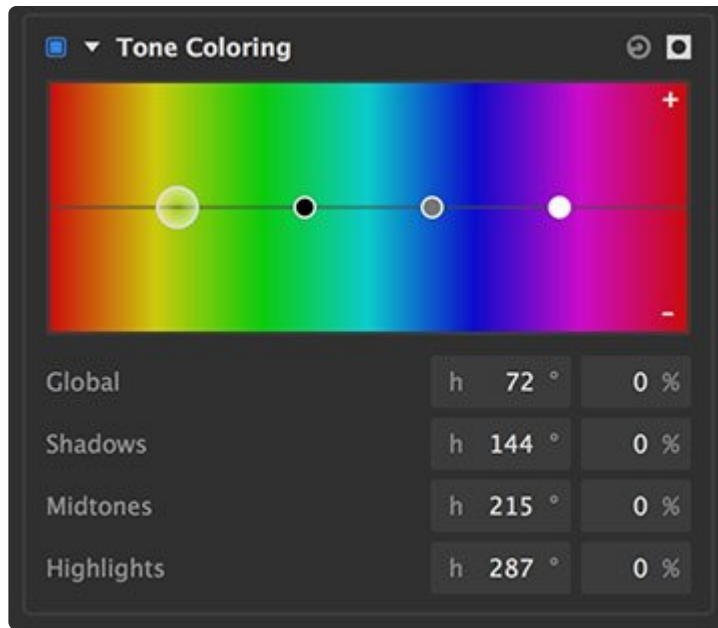 Tone Coloring
+
-
Global h 72 ° 0 %
Shadows h 144 ° 0 %
Midtones h 215 ° 0 %
Highlights h 287 ° 0 %